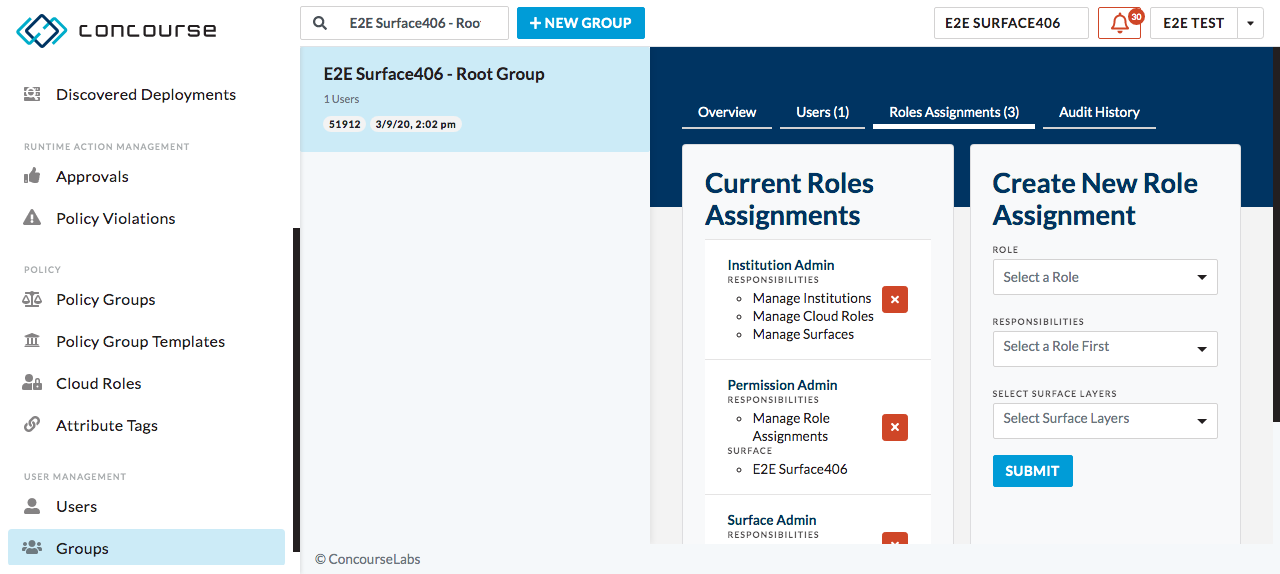 concourse
E2E Surface406 - Roo
+ NEW GROUP
E2E SURFACE406
30
E2E TEST
Discovered Deployments
RUNTIME ACTION MANAGEMENT
Approvals
Policy Violations
POLICY
Policy Groups
Policy Group Templates
Cloud Roles
Attribute Tags
USER MANAGEMENT
Users
Groups
E2E Surface406 - Root Group
1 Users
51912 3/9/20, 2:02 pm
Overview
Users (1)
Roles Assignments (3)
Audit History
Current Roles
Assignments
Institution Admin
RESPONSIBILITIES
Manage Institutions
Manage Cloud Roles
Manage Surfaces
Permission Admin
RESPONSIBILITIES
Manage Role
Assignments
SURFACE
E2E Surface406
Surface Admin
RESPONSIBILITIES
Create New Role
Assignment
ROLE
Select a Role
RESPONSIBILITIES
Select a Role First
SELECT SURFACE LAYERS
Select Surface Layers
SUBMIT
© ConcourseLabs